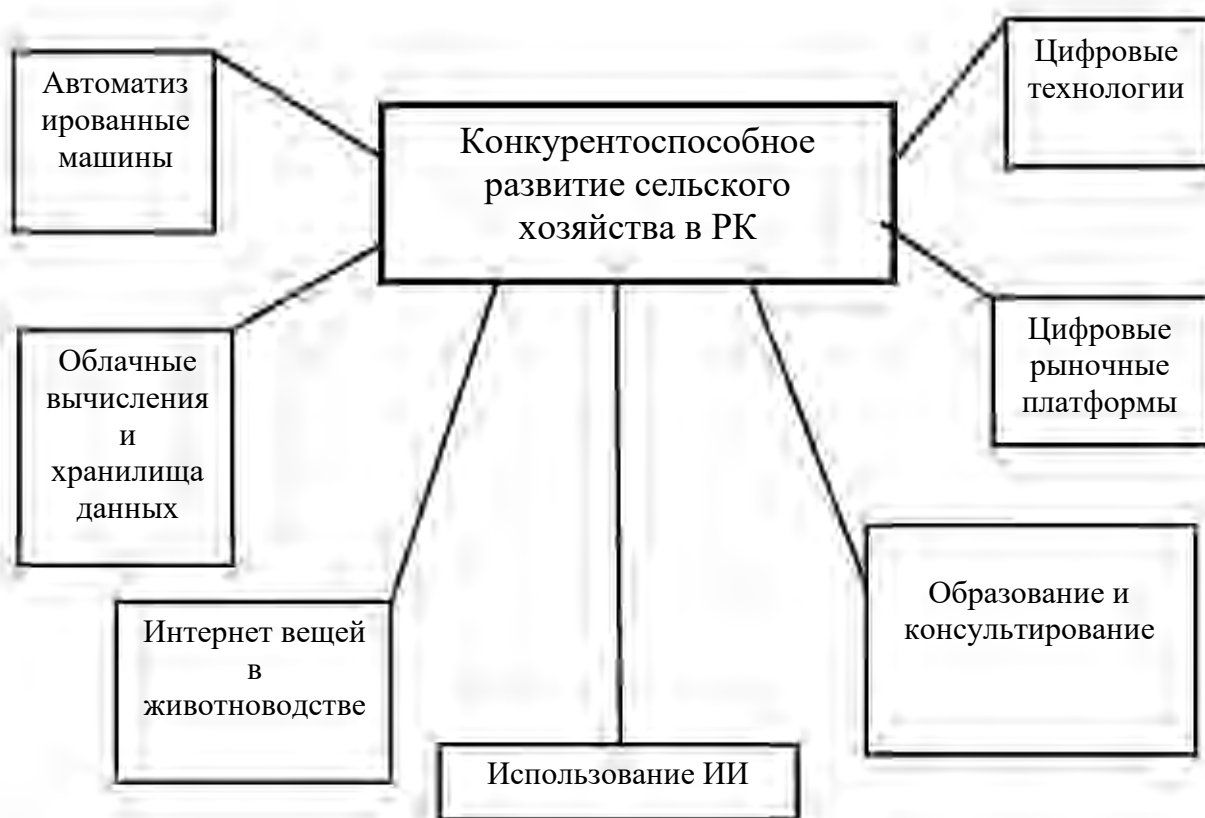 Автоматиз
ированные
машины
Конкурентоспособное
развитие сельского
хозяйства в РК
Цифровые
технологии
Облачные
вычисления
и
хранилища
данных
Цифровые
рыночные
платформы
Интернет вещей
в
животноводстве
Использование ИИ
Образование и
консультирование